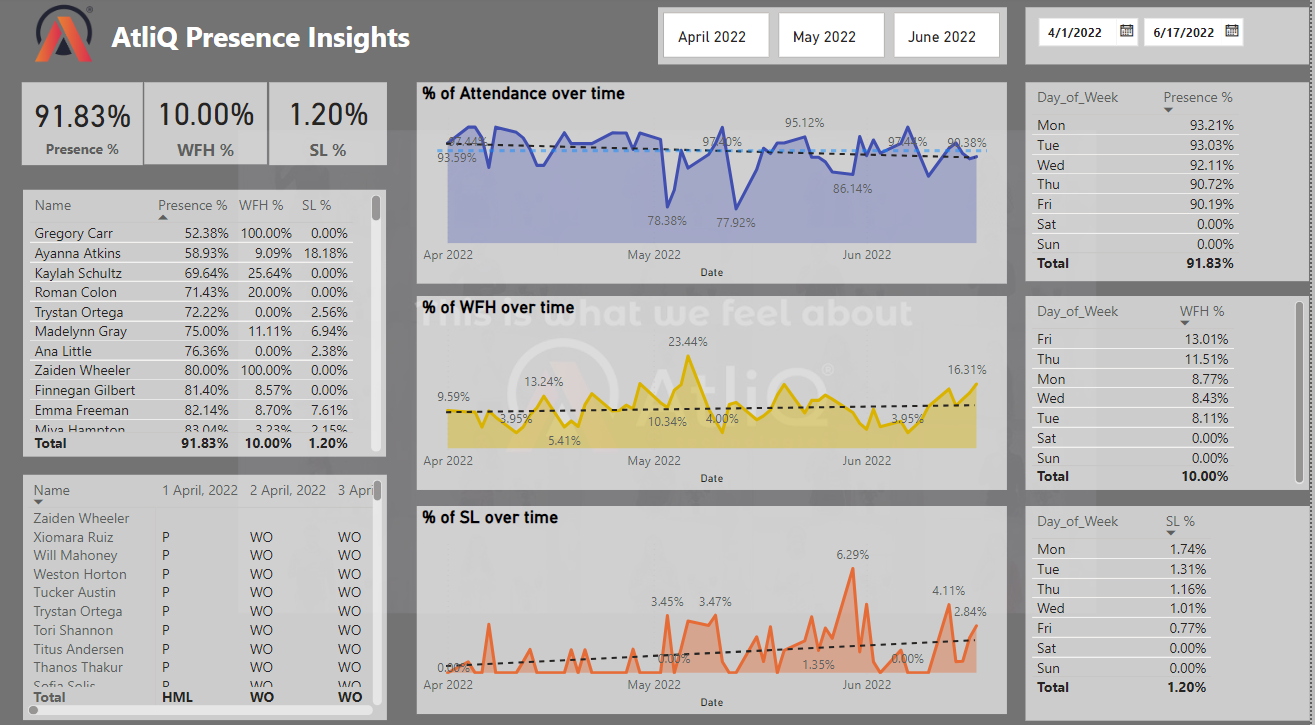 AtliQ Presence Insights
April 2022
May 2022
June 2022
4/1/2022
6/17/2022
91.83%
Presence %
10.00%
WFH %
1.20%
SL %
Name Presence % WFH % SL %
Gregory Carr 52.38% 100.00% 0.00%
Ayanna Atkins 58.93% 9.09% 18.18%
Kaylah Schultz 69.64% 25.64% 0.00%
Roman Colon 71.43% 20.00% 0.00%
Trystan Ortega 72.22% 0.00% 2.56%
Madelynn Gray 75.00% 11.11% 6.94%
Ana Little 76.36% 0.00% 2.38%
Zaiden Wheeler 80.00% 100.00% 0.00%
Finnegan Gilbert 81.40% 8.57% 0.00%
Emma Freeman 82.14% 8.70% 7.61%
Miya Hampton 83.04% 3.23% 2.15%
Total 91.83% 10.00% 1.20%
Name 1 April, 2022 2 April, 2022 3 Apri
Zaiden Wheeler
Xiomara Ruiz P WO WO
Will Mahoney P WO WO
Weston Horton P WO WO
Tucker Austin P WO WO
Trystan Ortega P WO WO
Tori Shannon P WO WO
Titus Andersen P WO WO
Thanos Thakur P WO WO
Sofia Solis P WO WO
Total HML WO WO
% of Attendance over time
97.44%
93.59%
78.38%
97.40%
77.92%
95.12%
86.14%
97.44%
90.38%
Apr 2022 May 2022 Jun 2022
Date
% of WFH over time
This is what we feel about
AtliQ®
9.59%
3.95%
13.24%
5.41%
10.34%
23.44%
4.00%
3.95%
16.31%
Apr 2022 May 2022 Jun 2022
Date
% of SL over time
0.00%
3.45%
0.00%
3.47%
1.35%
6.29%
0.00%
4.11%
2.84%
Apr 2022 May 2022 Jun 2022
Date
Day_of_Week Presence %
Mon 93.21%
Tue 93.03%
Wed 92.11%
Thu 90.72%
Fri 90.19%
Sat 0.00%
Sun 0.00%
Total 91.83%
Day_of_Week WFH %
Fri 13.01%
Thu 11.51%
Mon 8.77%
Wed 8.43%
Tue 8.11%
Sat 0.00%
Sun 0.00%
Total 10.00%
Day_of_Week SL %
Mon 1.74%
Tue 1.31%
Thu 1.16%
Wed 1.01%
Fri 0.77%
Sat 0.00%
Sun 0.00%
Total 1.20%